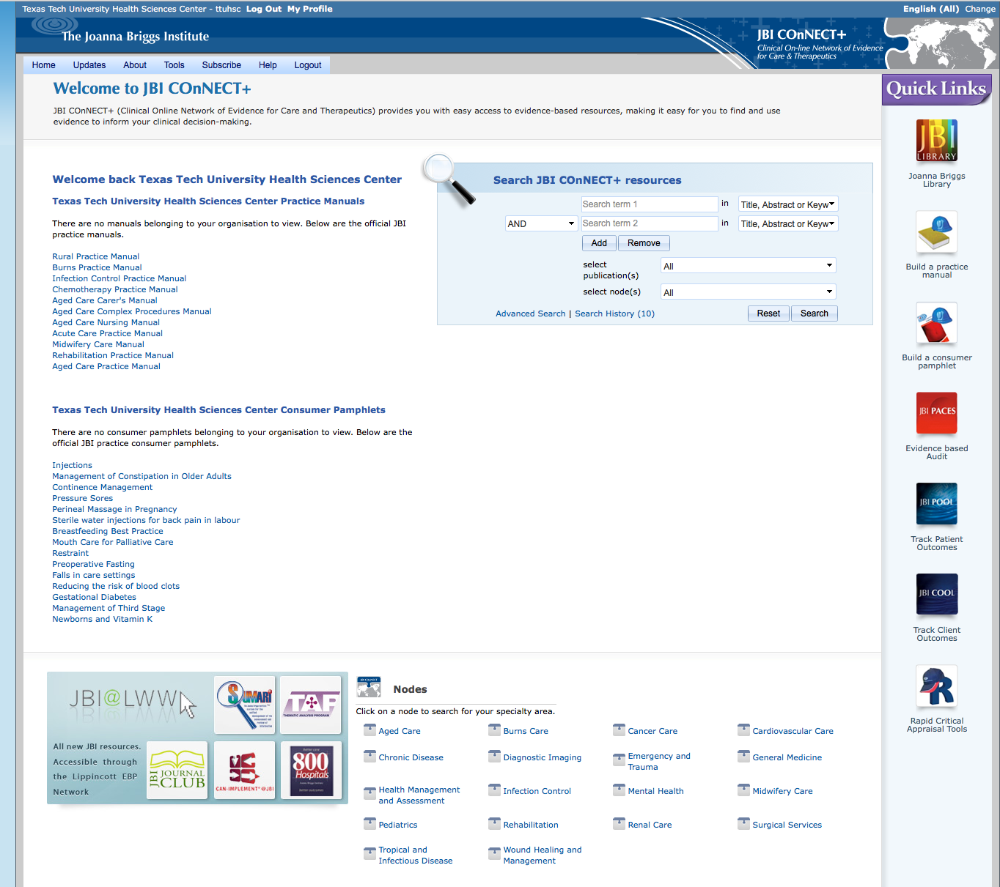 Texas Tech University Health Sciences Center - ttuhsc Log Out My Profile
English (All) Change
The Joanna Briggs Institute
JBI COnNECT+
Clinical On-line Network of Evidence
for Care & Therapeutics
Home Updates About Tools Subscribe Help Logout
Welcome to JBI COnNECT+
JBI COnNECT+ (Clinical Online Network of Evidence for Care and Therapeutics) provides you with easy access to evidence-based resources, making it easy for you to find and use
evidence to inform your clinical decision-making.
Welcome back Texas Tech University Health Sciences Center
Texas Tech University Health Sciences Center Practice Manuals
There are no manuals belonging to your organisation to view. Below are the official JBI
practice manuals.
Rural Practice Manual
Burns Practice Manual
Infection Control Practice Manual
Chemotherapy Practice Manual
Aged Care Carer's Manual
Aged Care Complex Procedures Manual
Aged Care Nursing Manual
Acute Care Practice Manual
Midwifery Care Manual
Rehabilitation Practice Manual
Aged Care Practice Manual
Texas Tech University Health Sciences Center Consumer Pamphlets
There are no consumer pamphlets belonging to your organisation to view. Below are the
official JBI practice consumer pamphlets.
Injections
Management of Constipation in Older Adults
Continence Management
Pressure Sores
Perineal Massage in Pregnancy
Sterile water injections for back pain in labour
Breastfeeding Best Practice
Mouth Care for Palliative Care
Restraint
Preoperative Fasting
Falls in care settings
Reducing the risk of blood clots
Gestational Diabetes
Management of Third Stage
Newborns and Vitamin K
Search JBI COnNECT+ resources
Search term 1 in Title, Abstract or Keyw
AND Search term 2 in Title, Abstract or Keyw
Add Remove
select
publication(s)
All
select node(s) All
Advanced Search | Search History (10)
Reset Search
Quick Links
JBI
LIBRARY
Joanna Briggs
Library
Build a practice
manual
Build a consumer
pamphlet
JBI PACES
Evidence based
Audit
JBI POOL
Track Patient
Outcomes
JBI COOL
Track Client
Outcomes
R
Rapid Critical
Appraisal Tools
JBI@LWW
SUMARI
TAP
THEMATIC ANALYSIS PROGRAM
All new JBI resources.
Accessible through
the Lippincott EBP
Network
JBI JOURNAL
CLUB
CAN-IMPLEMENT @JBI
better care
800
Hospitals
better outcomes
JBI COnNECT
Nodes
Click on a node to search for your specialty area.
Aged Care
Burns Care
Cancer Care
Cardiovascular Care
Chronic Disease
Diagnostic Imaging
Emergency and
Trauma
General Medicine
Health Management
and Assessment
Infection Control
Mental Health
Midwifery Care
Pediatrics
Rehabilitation
Renal Care
Surgical Services
Tropical and
Infectious Disease
Wound Healing and
Management